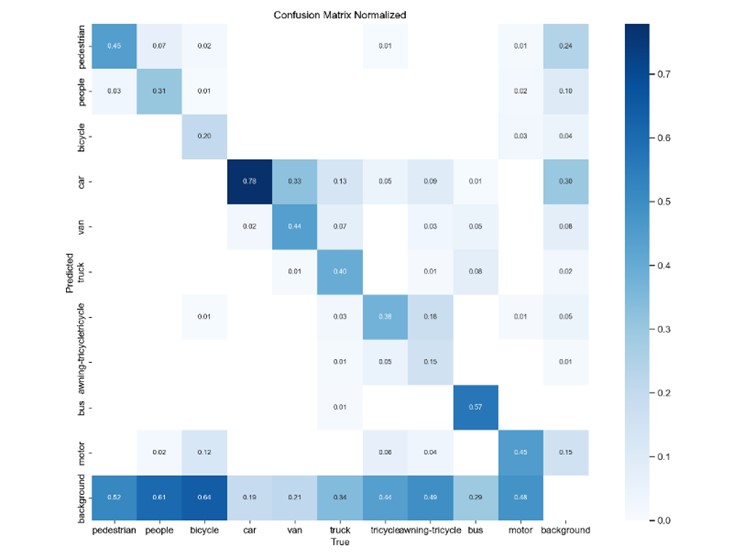 Confusion Matrix Normalized
pedestrian 0.45 0.07 0.02 0.01 0.01 0.24
people 0.03 0.31 0.01 0.02 0.10
bicycle 0.20 0.03 0.04
car 0.78 0.33 0.13 0.05 0.09 0.01 0.30
van 0.02 0.44 0.07 0.03 0.05 0.08
truck 0.01 0.40 0.01 0.08 0.02
tricycle 0.01 0.03 0.38 0.01 0.05
awning-tricycle 0.01 0.05 0.15 0.01
bus 0.01 0.57
motor 0.02 0.12 0.08 0.04 0.45 0.15
background 0.52 0.61 0.64 0.19 0.21 0.34 0.44 0.49 0.29 0.48
Predicted
pedestrian people bicycle car van truck tricycle awning-tricycle bus motor background
True
0.7
0.6
0.5
0.4
0.3
0.2
0.1
0.0